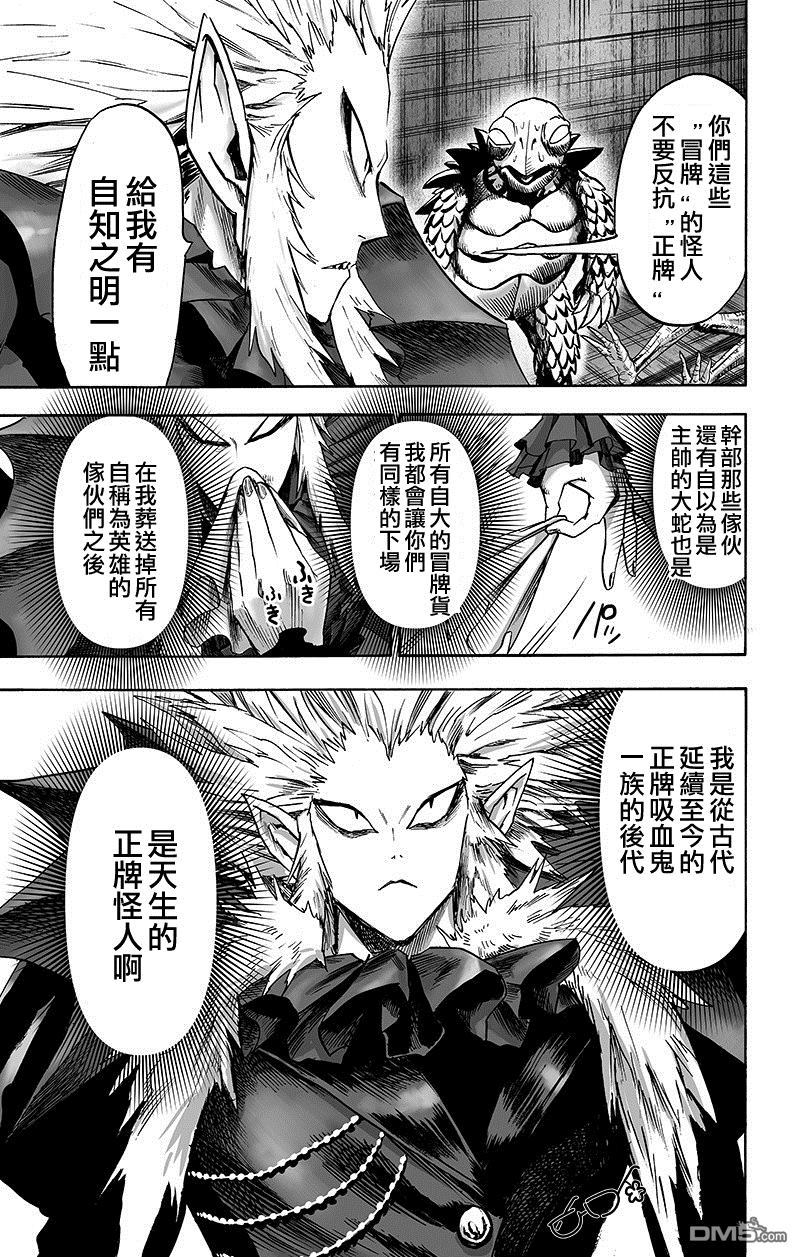 你們這些
”冒牌“的怪人
不要反抗”正牌“
給我有
自知之明一點
幹部那些傢伙
還有自以為是
主帥的大蛇也是
パッ
所有自大的冒牌貨
我都會讓你們
有同樣的下場
ふき
ふき
在我葬送掉所有
自稱為英雄的
傢伙們之後
我是從古代
延續至今的
正牌吸血鬼
一族的後代
是天生的
正牌怪人啊
DM5.com